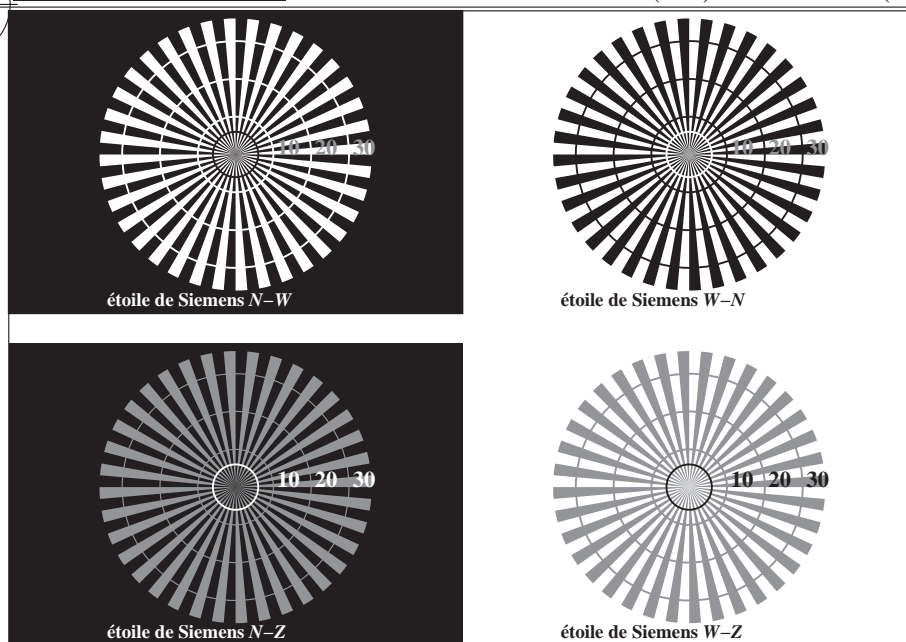 10 20 30
étoile de Siemens N–W
10 20 30
étoile de Siemens W–N
10 20 30
étoile de Siemens N–Z
10 20 30
étoile de Siemens W–Z